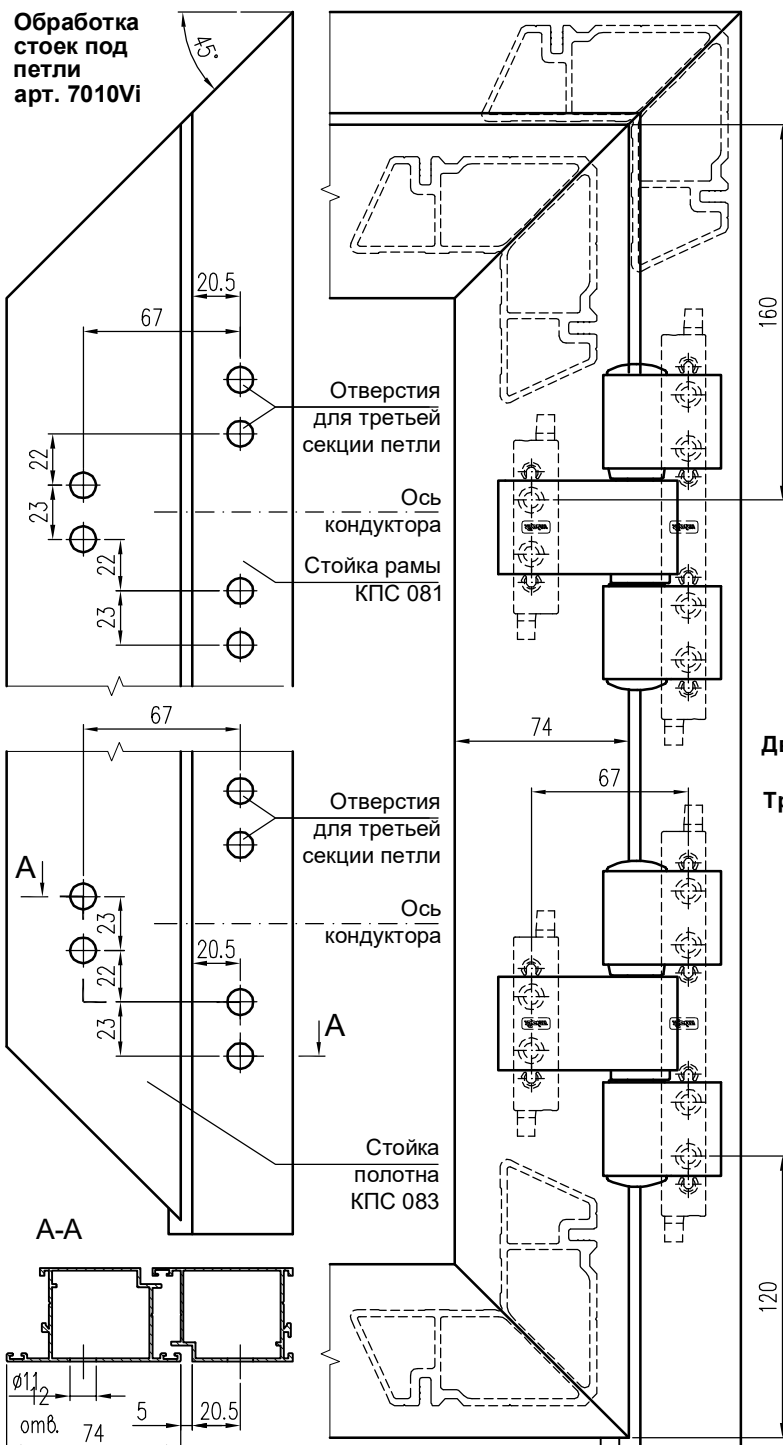 Обработка
стоек под
петли
арт. 7010Vi
45°
20.5
67
Отверстия
для третьей
секции петли
22
23
22
23
Ось
кондуктора
Стойка рамы
КПС 081
160
67
74
67
Отверстия
для третьей
секции петли
А
23
22
23
Ось
кондуктора
20.5
А
Стойка
полотна
КПС 083
А-А
120
ø11
12
отв.
74
5
20.5